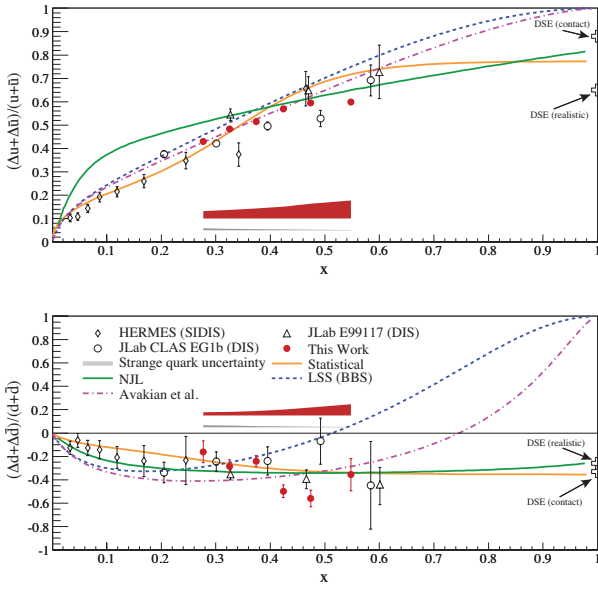 (Δu+Δū)/(u+ū)
1
0.9
0.8
0.7
0.6
0.5
0.4
0.3
0.2
0.1
0
DSE (contact)
DSE (realistic)
0.1 0.2 0.3 0.4 0.5 0.6 0.7 0.8 0.9 1
x
(Δd+Δd̄)/(d+d̄)
1
0.8
0.6
0.4
0.2
0
-0.2
-0.4
-0.6
-0.8
-1
HERMES (SIDIS)
JLab E99117 (DIS)
JLab CLAS EG1b (DIS)
This Work
Strange quark uncertainty
Statistical
NJL
LSS (BBS)
Avakian et al.
DSE (realistic)
DSE (contact)
0.1 0.2 0.3 0.4 0.5 0.6 0.7 0.8 0.9 1
x